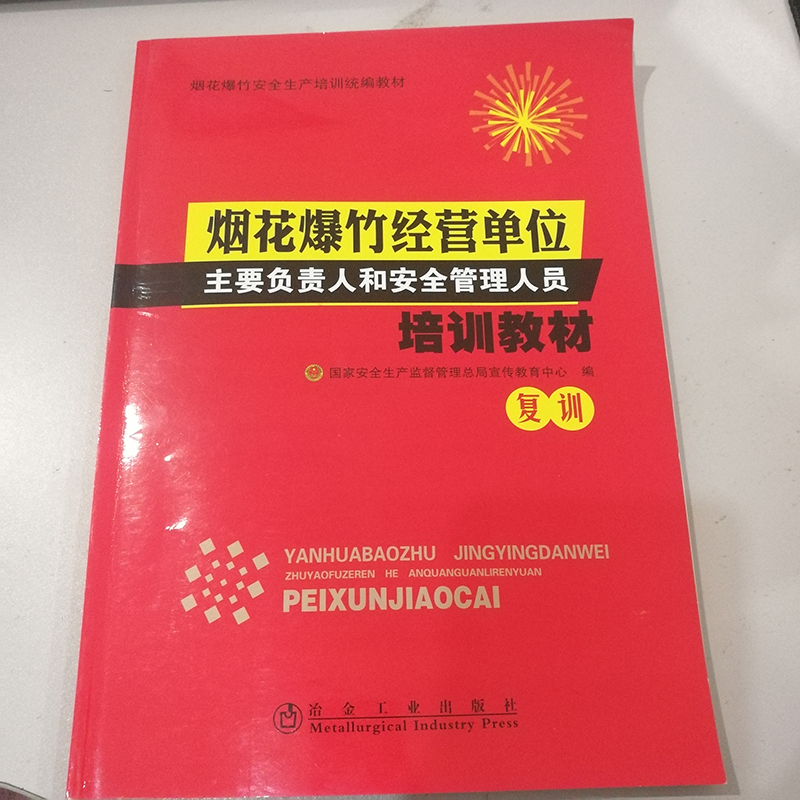 烟花爆竹安全生产培训统编教材
烟花爆竹经营单位
主要负责人和安全管理人员
培训教材
国家安全生产监督管理总局宣传教育中心 编
复训
YANHUABAOZHU JINGYINGDANWEI
ZHUYAOFUZEREN HE ANQUANGUANLIRENYUAN
PEIXUNJIAOCAI
冶金工业出版社
Metallurgical Industry Press